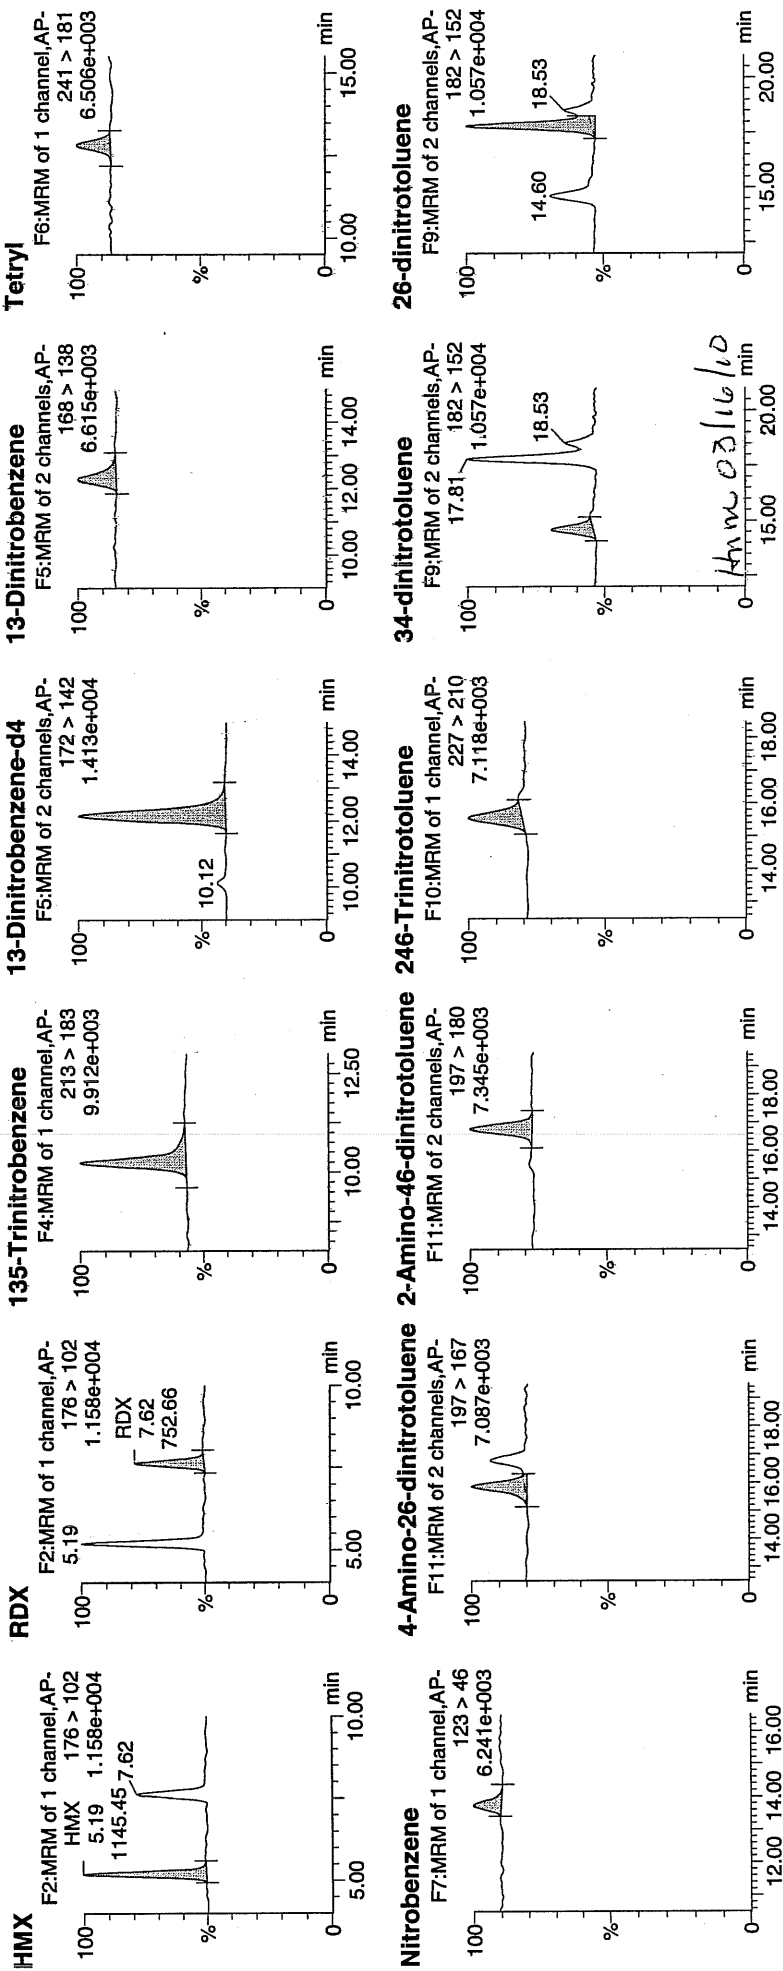 HMX
F2:MRM of 1 channel,AP-
176 > 102
1.158e+004
HMX
5.19
1145.45
7.62
100
%
0
5.00
10.00
min
RDX
F2:MRM of 1 channel,AP-
176 > 102
1.158e+004
5.19
RDX
7.62
752.66
100
%
0
5.00
10.00
min
135-Trinitrobenzene
F4:MRM of 1 channel,AP-
213 > 183
9.912e+003
100
%
0
10.00
12.50
min
13-Dinitrobenzene-d4
F5:MRM of 2 channels,AP-
172 > 142
1.413e+004
10.12
100
%
0
10.00
12.00
14.00
min
13-Dinitrobenzene
F5:MRM of 2 channels,AP-
168 > 138
6.615e+003
100
%
0
10.00
12.00
14.00
min
Tetryl
F6:MRM of 1 channel,AP-
241 > 181
6.506e+003
100
%
0
10.00
15.00
min
Nitrobenzene
F7:MRM of 1 channel,AP-
123 > 46
6.241e+003
100
%
0
12.00
14.00
16.00
min
4-Amino-26-dinitrotoluene
F11:MRM of 2 channels,AP-
197 > 167
7.087e+003
100
%
0
14.00
16.00
18.00
min
2-Amino-46-dinitrotoluene
F11:MRM of 2 channels,AP-
197 > 180
7.345e+003
100
%
0
14.00
16.00
18.00
min
246-Trinitrotoluene
F10:MRM of 1 channel,AP-
227 > 210
7.118e+003
100
%
0
14.00
16.00
18.00
min
34-dinitrotoluene
F9:MRM of 2 channels,AP-
182 > 152
1.057e+004
17.81
18.53
100
%
0
15.00
20.00
min
03/16/10
26-dinitrotoluene
F9:MRM of 2 channels,AP-
182 > 152
1.057e+004
14.60
18.53
100
%
0
15.00
20.00
min